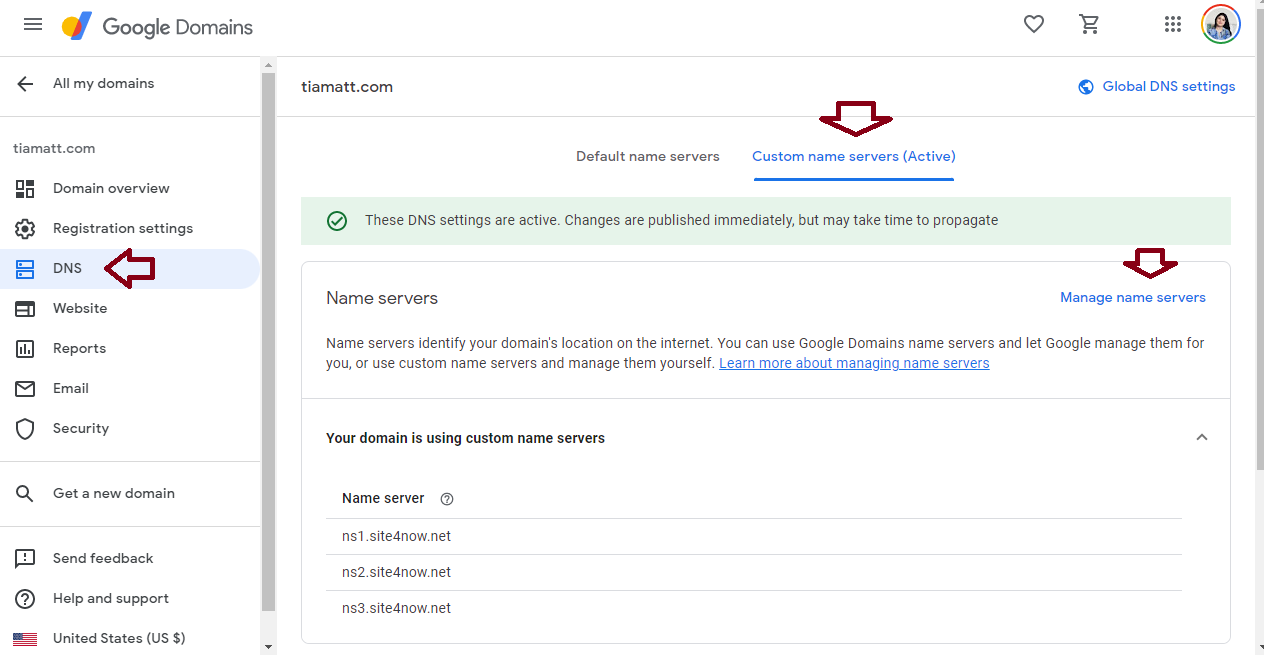 Google Domains
All my domains
tiamatt.com
Domain overview
Registration settings
DNS
Website
Reports
Email
Security
Get a new domain
Send feedback
Help and support
United States (US $)
tiamatt.com
Global DNS settings
Default name servers
Custom name servers (Active)
These DNS settings are active. Changes are published immediately, but may take time to propagate
Name servers
Manage name servers
Name servers identify your domain's location on the internet. You can use Google Domains name servers and let Google manage them for
you, or use custom name servers and manage them yourself. Learn more about managing name servers
Your domain is using custom name servers
Name server
ns1.site4now.net
ns2.site4now.net
ns3.site4now.net